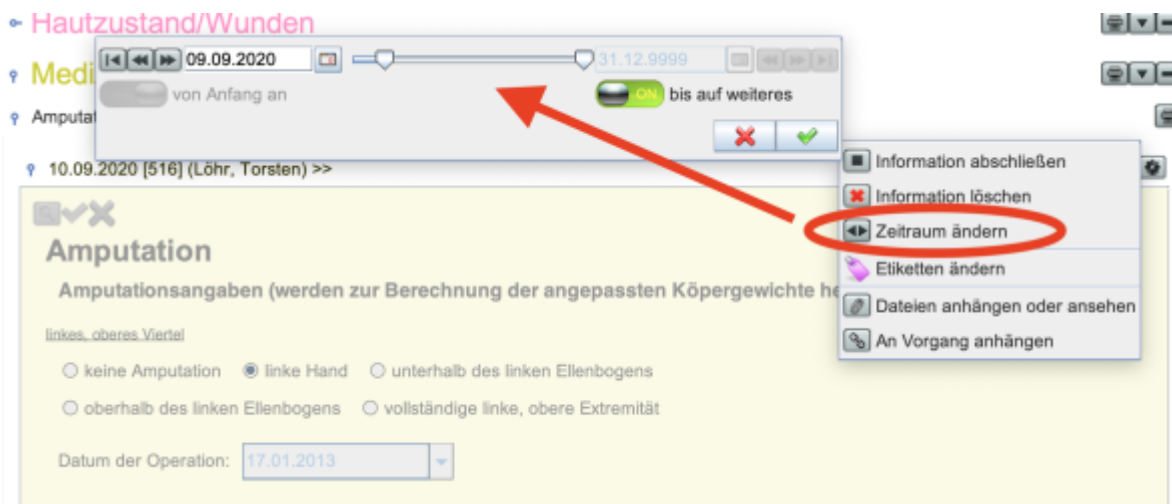 Hautzustand/Wunden
09.09.2020
31.12.9999
Medi
von Anfang an
ON bis auf weiteres
Amputat
10.09.2020 [516] (Löhr, Torsten) >>
Information abschließen
Information löschen
Zeitraum ändern
Etiketten ändern
Dateien anhängen oder ansehen
An Vorgang anhängen
Amputation
Amputationsangaben (werden zur Berechnung der angepassten Köpergewichte he
linkes, oberes Viertel
keine Amputation linke Hand unterhalb des linken Ellenbogens
oberhalb des linken Ellenbogens vollständige linke, obere Extremität
Datum der Operation: 17.01.2013